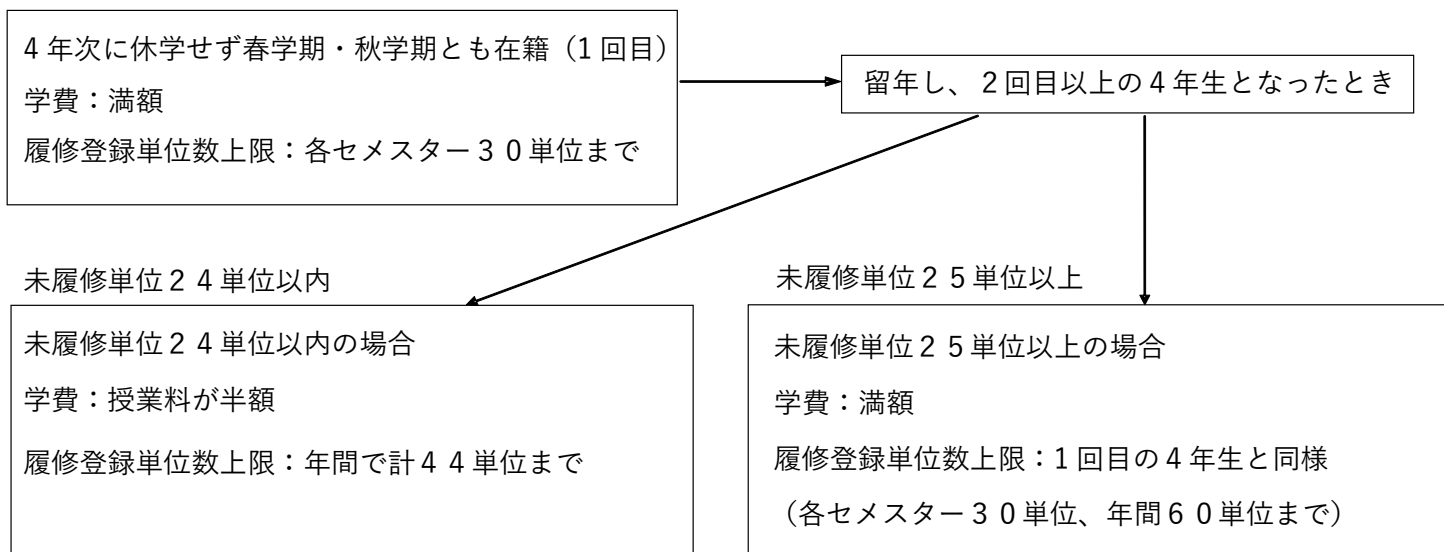 4年次に休学せず春学期・秋学期とも在籍（1回目）
学費：満額
履修登録単位数上限：各セメスター３０単位まで
留年し、２回目以上の４年生となったとき
未履修単位２４単位以内
未履修単位２４単位以内の場合
学費：授業料が半額
履修登録単位数上限：年間で計４４単位まで
未履修単位２５単位以上
未履修単位２５単位以上の場合
学費：満額
履修登録単位数上限：1回目の４年生と同様
（各セメスター３０単位、年間６０単位まで）